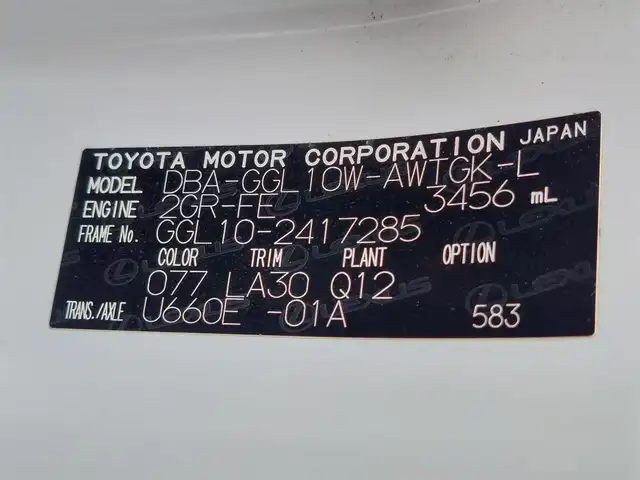 TOYOTA MOTOR CORPORATION JAPAN
MODEL DBA-GGL10W-AWTGK-L
ENGINE 2GR-FE 3456 mL
FRAME No. GGL10-2417285
COLOR TRIM PLANT OPTION
077 LA30 Q12
TRANS./AXLE U660E -01A 583